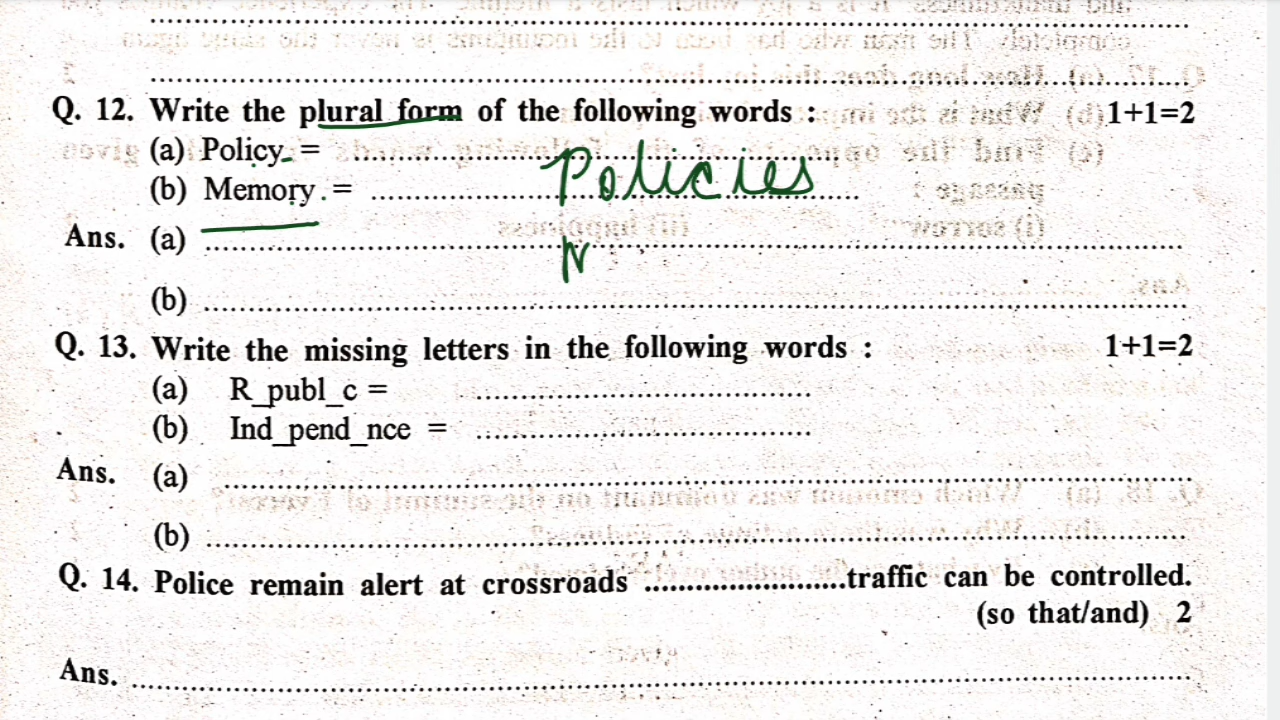 Q. 12. Write the plural form of the following words : 1+1=2
(a) Policy = ........................
(b) Memory = ........................ Policies
Ans. (a) ........................
(b) ........................
Q. 13. Write the missing letters in the following words : 1+1=2
(a) R_publ_c = ........................
(b) Ind_pend_nce = ........................
Ans. (a) ........................
(b) ........................
Q. 14. Police remain alert at crossroads ........................traffic can be controlled.
(so that/and) 2
Ans. ........................